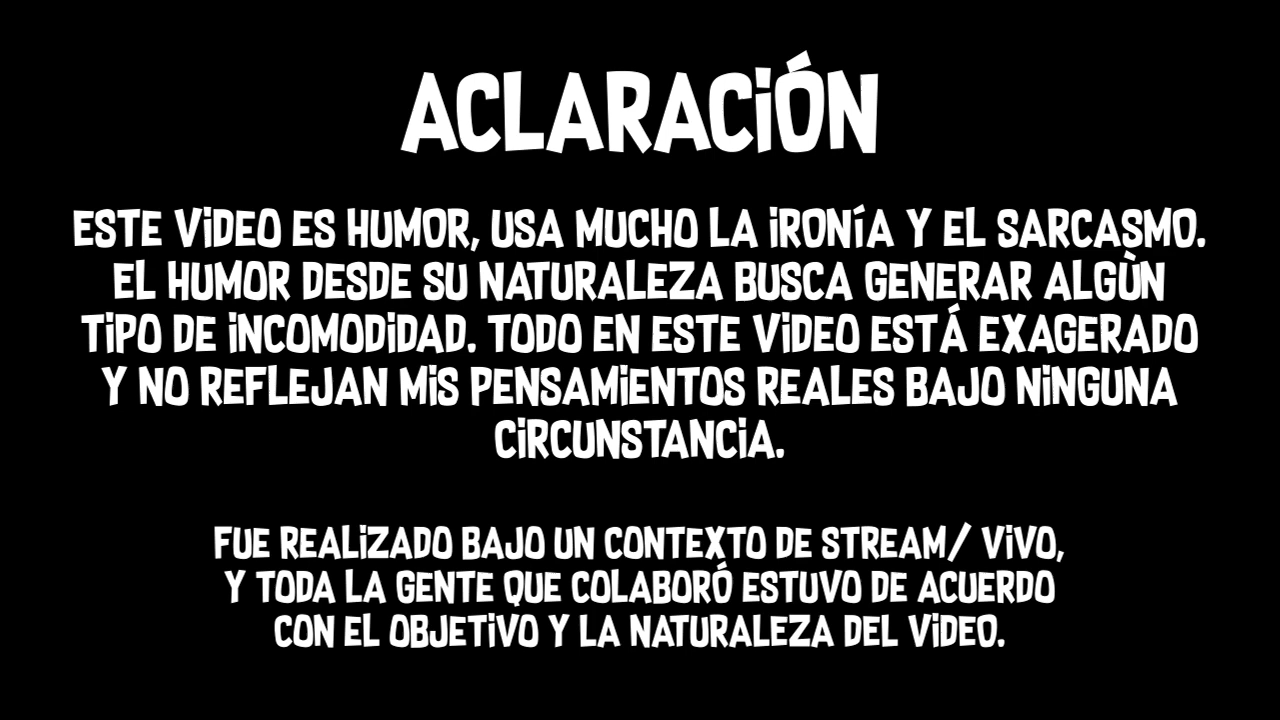 ACLARACIÓN
ESTE VIDEO ES HUMOR, USA MUCHO LA IRONÍA Y EL SARCASMO.
EL HUMOR DESDE SU NATURALEZA BUSCA GENERAR ALGÙN
TIPO DE INCOMODIDAD. TODO EN ESTE VIDEO ESTÁ EXAGERADO
Y NO REFLEJAN MIS PENSAMIENTOS REALES BAJO NINGUNA
CIRCUNSTANCIA.
FUE REALIZADO BAJO UN CONTEXTO DE STREAM/ VIVO,
Y TODA LA GENTE QUE COLABORÓ ESTUVO DE ACUERDO
CON EL OBJETIVO Y LA NATURALEZA DEL VIDEO.